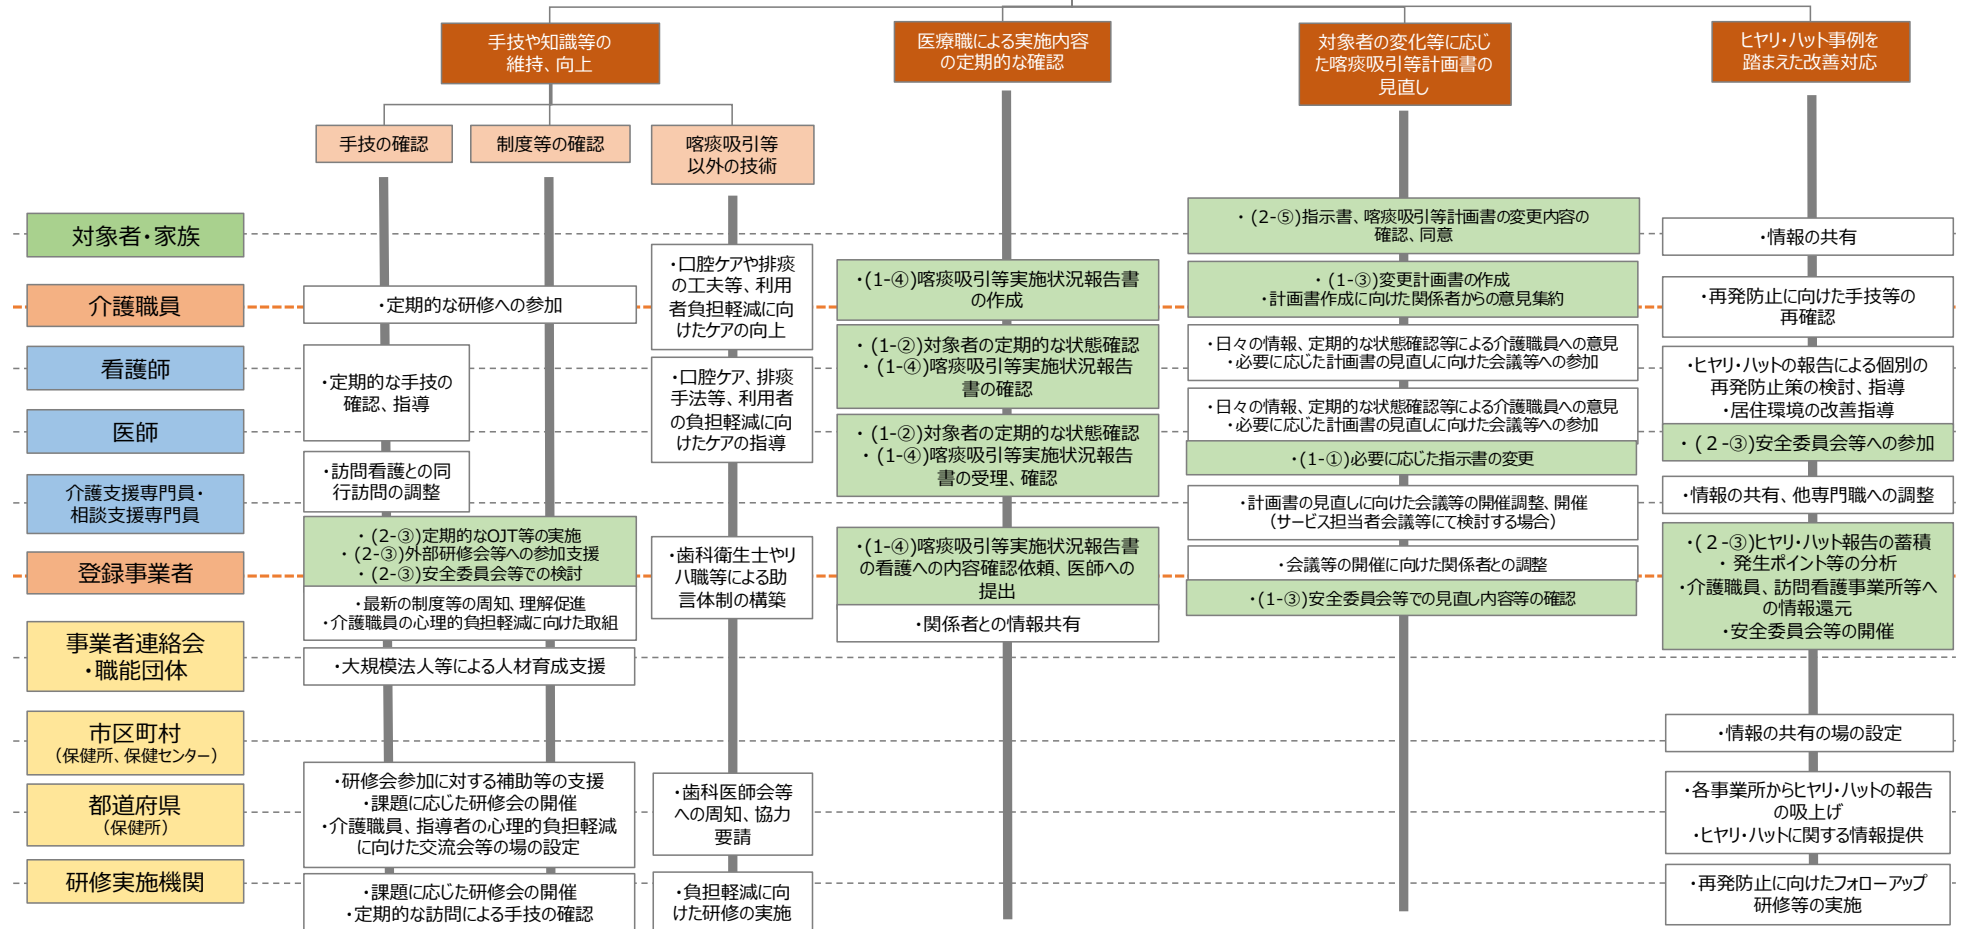 手技や知識等の
維持、向上
医療職による実施内容
の定期的な確認
対象者の変化等に応じ
た喀痰吸引等計画書の
見直し
ヒヤリ・ハット事例を
踏まえた改善対応
手技の確認
制度等の確認
喀痰吸引等
以外の技術
対象者・家族
・(2-⑤)指示書、喀痰吸引等計画書の変更内容の
確認、同意
・情報の共有
介護職員
・定期的な研修への参加
・口腔ケアや排痰
の工夫等、利用
者負担軽減に向
けたケアの向上
・(1-④)喀痰吸引等実施状況報告書
の作成
・(1-③)変更計画書の作成
・計画書作成に向けた関係者からの意見集約
・再発防止に向けた手技等の
再確認
看護師
・定期的な手技の
確認、指導
・口腔ケア、排痰
手法等、利用者
の負担軽減に向
けたケアの指導
・(1-②)対象者の定期的な状態確認
・(1-④)喀痰吸引等実施状況報告
書の確認
・日々の情報、定期的な状態確認等による介護職員への意見
・必要に応じた計画書の見直しに向けた会議等への参加
・ヒヤリ・ハットの報告による個別の
再発防止策の検討、指導
・居住環境の改善指導
医師
・(1-②)対象者の定期的な状態確認
・(1-④)喀痰吸引等実施状況報告
書の受理、確認
・日々の情報、定期的な状態確認等による介護職員への意見
・必要に応じた計画書の見直しに向けた会議等への参加
・(1-①)必要に応じた指示書の変更
・(2-③)安全委員会等への参加
介護支援専門員・
相談支援専門員
・訪問看護との同
行訪問の調整
・計画書の見直しに向けた会議等の開催調整、開催
(サービス担当者会議等にて検討する場合)
・情報の共有、他専門職への調整
登録事業者
・(2-③)定期的なOJT等の実施
・(2-③)外部研修会等への参加支援
・(2-③)安全委員会等での検討
・最新の制度等の周知、理解促進
・介護職員の心理的負担軽減に向けた取組
・歯科衛生士やリ
ハ職等による助
言体制の構築
・(1-④)喀痰吸引等実施状況報告書
の看護への内容確認依頼、医師への
提出
・関係者との情報共有
・会議等の開催に向けた関係者との調整
・(1-③)安全委員会等での見直し内容等の確認
・(2-③)ヒヤリ・ハット報告の蓄積
・発生ポイント等の分析
・介護職員、訪問看護事業所等へ
の情報還元
・安全委員会等の開催
事業者連絡会
・職能団体
・大規模法人等による人材育成支援
市区町村
(保健所、保健センター)
・情報の共有の場の設定
都道府県
(保健所)
・研修会参加に対する補助等の支援
・課題に応じた研修会の開催
・介護職員、指導者の心理的負担軽減
に向けた交流会等の場の設定
・歯科医師会等
への周知、協力
要請
・各事業所からヒヤリ・ハットの報告
の吸上げ
・ヒヤリ・ハットに関する情報提供
研修実施機関
・課題に応じた研修会の開催
・定期的な訪問による手技の確認
・負担軽減に向
けた研修の実施
・再発防止に向けたフォローアップ
研修等の実施